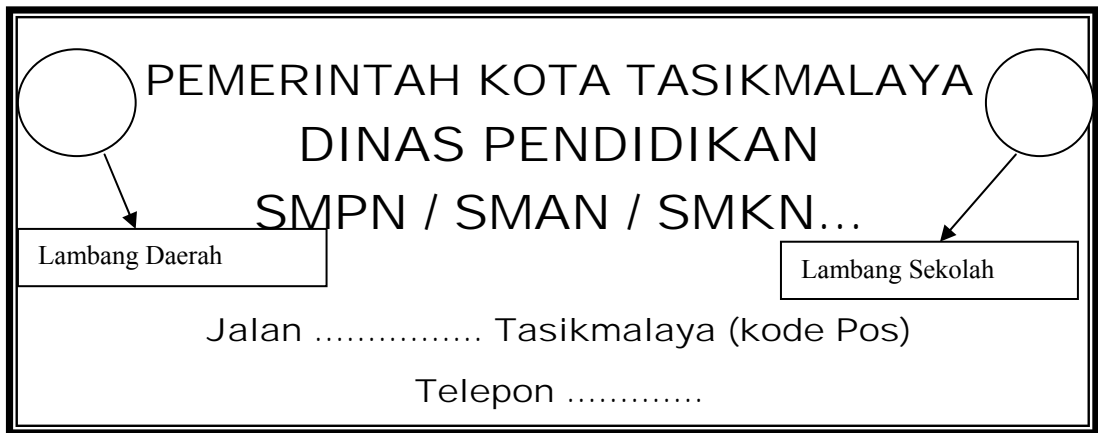 PEMERINTAH KOTA TASIKMALAYA
DINAS PENDIDIKAN
SMPN / SMAN / SMKN...
Lambang Daerah
Lambang Sekolah
Jalan ................ Tasikmalaya (kode Pos)
Telepon .............